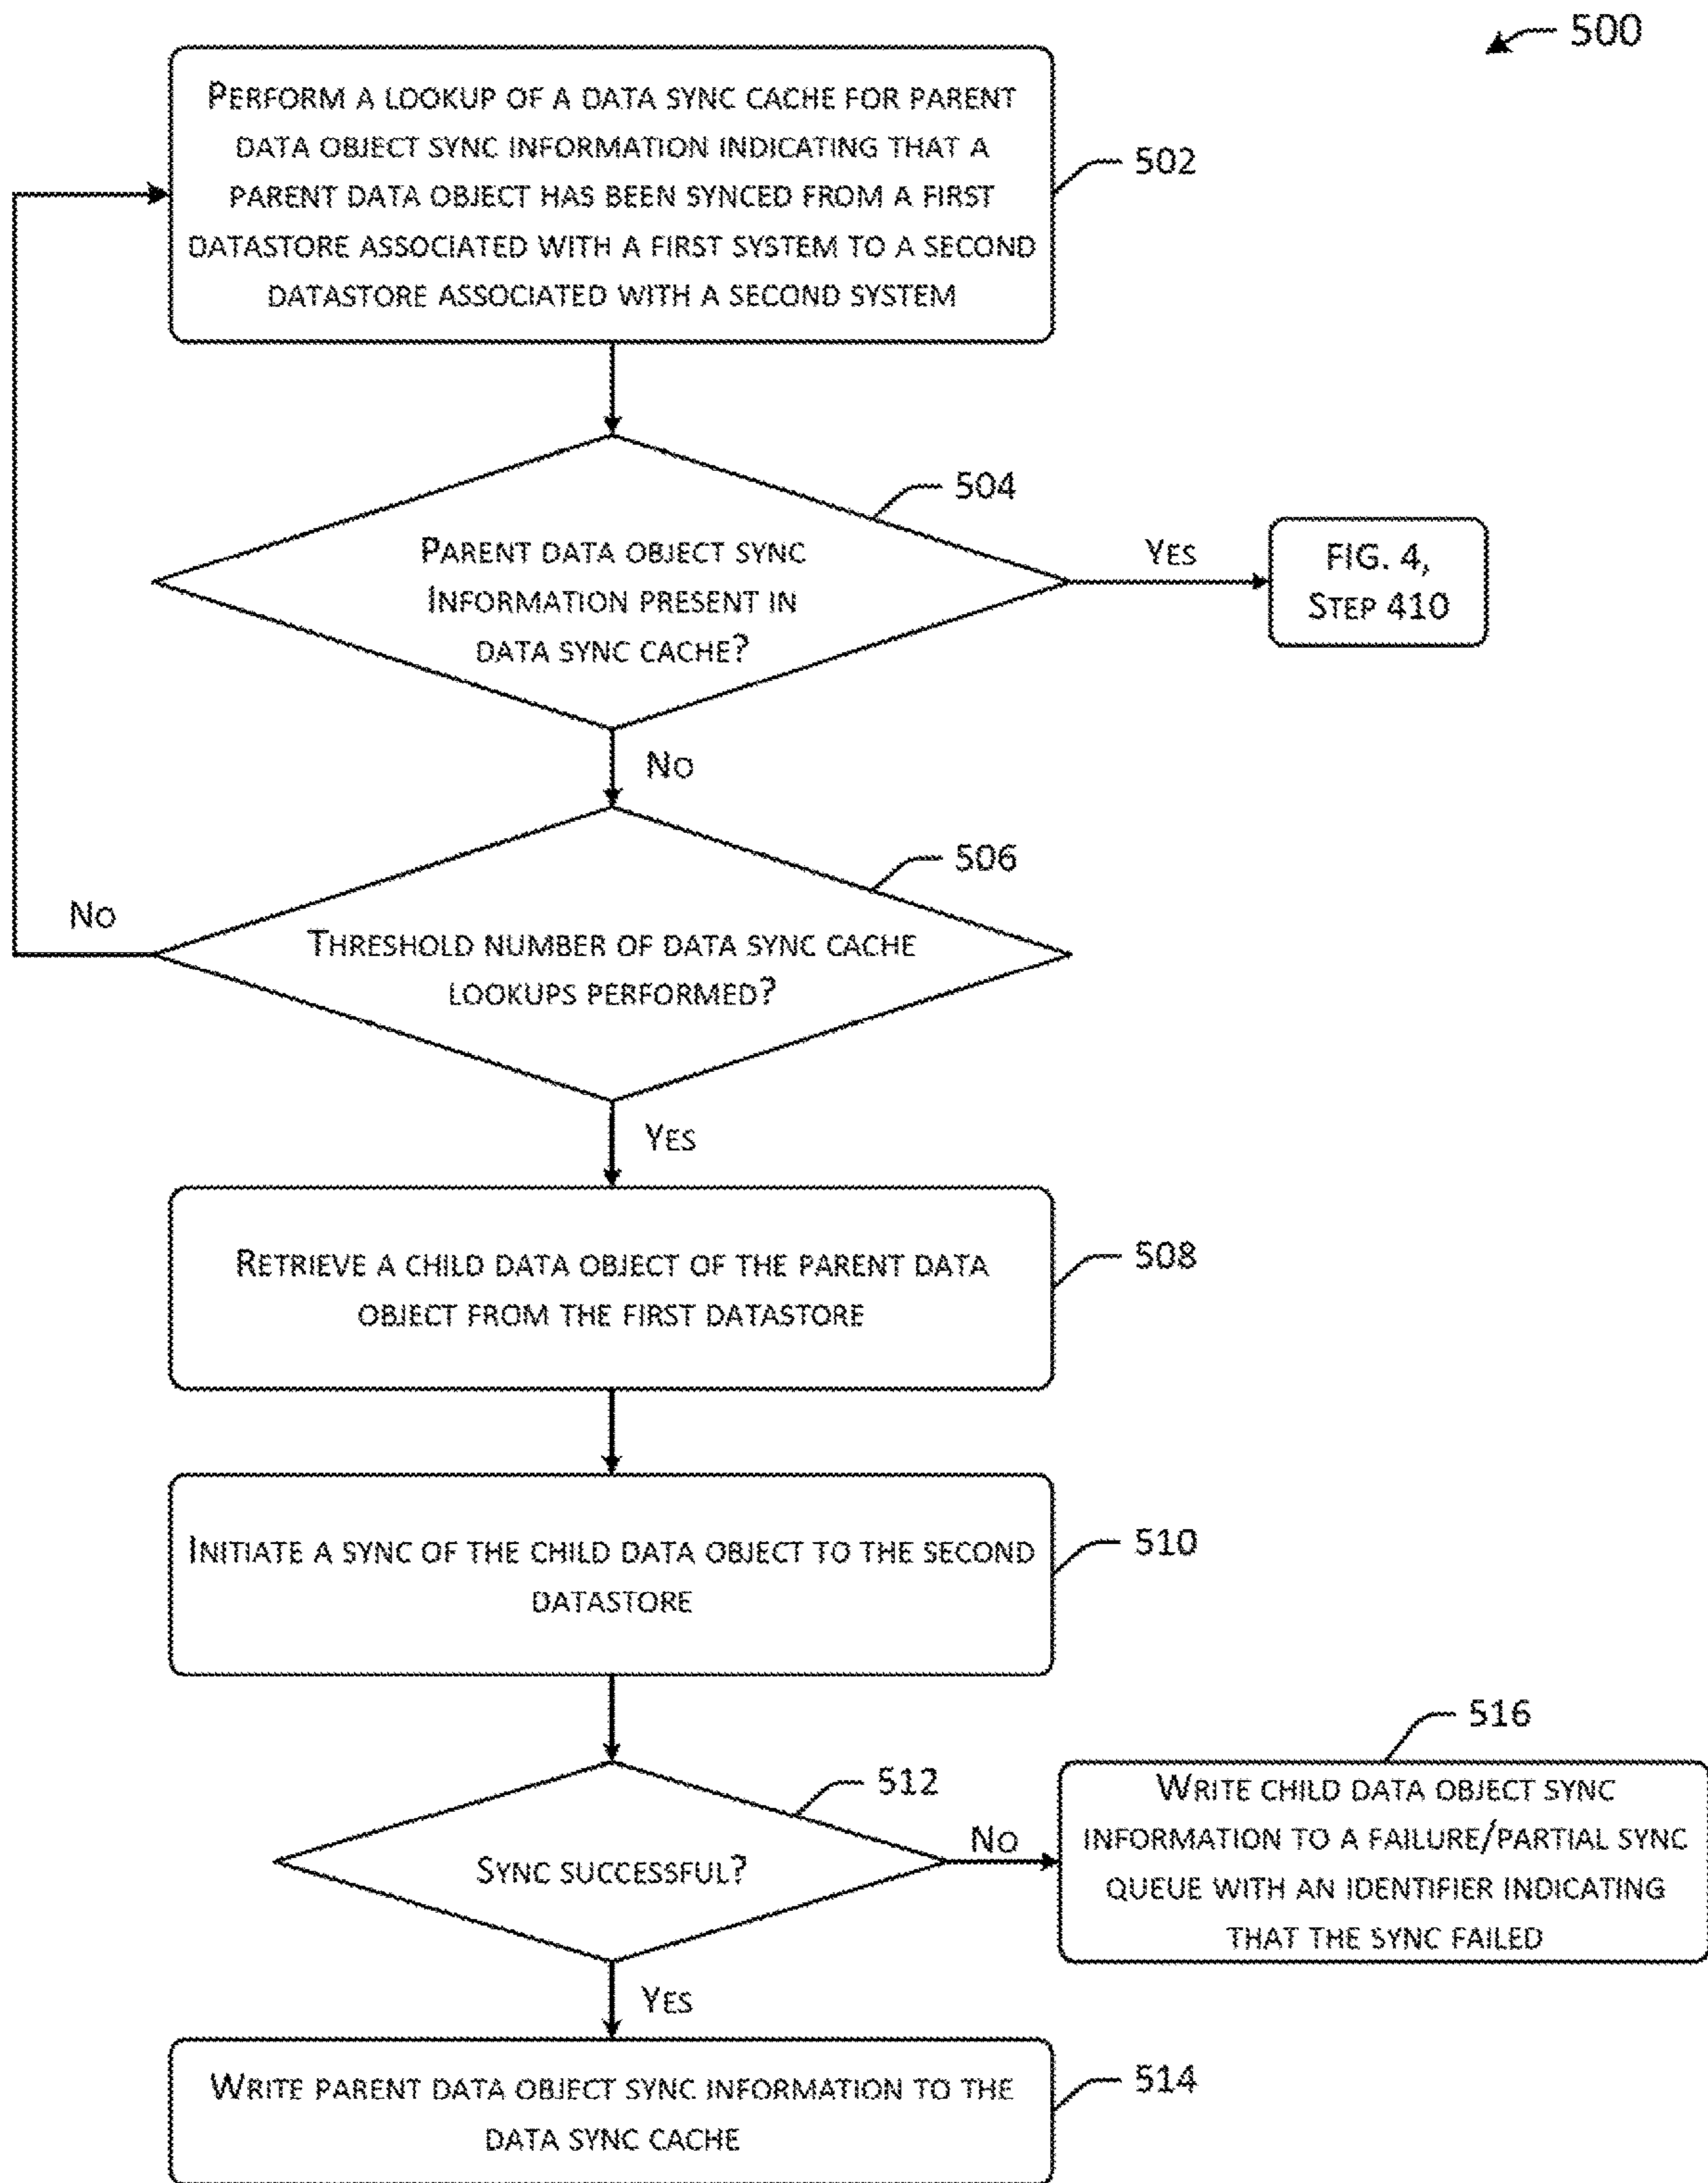 500
PERFORM A LOOKUP OF A DATA SYNC CACHE FOR PARENT
DATA OBJECT SYNC INFORMATION INDICATING THAT A
PARENT DATA OBJECT HAS BEEN SYNCED FROM A FIRST
DATASTORE ASSOCIATED WITH A FIRST SYSTEM TO A SECOND
DATASTORE ASSOCIATED WITH A SECOND SYSTEM
502
504
PARENT DATA OBJECT SYNC
INFORMATION PRESENT IN
DATA SYNC CACHE?
YES
FIG. 4,
STEP 410
NO
506
NO
THRESHOLD NUMBER OF DATA SYNC CACHE
LOOKUPS PERFORMED?
YES
RETRIEVE A CHILD DATA OBJECT OF THE PARENT DATA
OBJECT FROM THE FIRST DATASTORE
508
INITIATE A SYNC OF THE CHILD DATA OBJECT TO THE SECOND
DATASTORE
510
512
SYNC SUCCESSFUL?
NO
516
WRITE CHILD DATA OBJECT SYNC
INFORMATION TO A FAILURE/PARTIAL SYNC
QUEUE WITH AN IDENTIFIER INDICATING
THAT THE SYNC FAILED
YES
WRITE PARENT DATA OBJECT SYNC INFORMATION TO THE
DATA SYNC CACHE
514